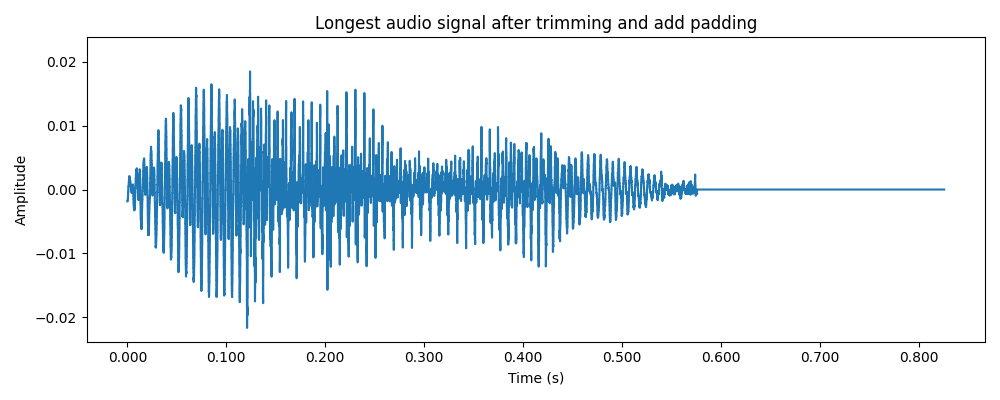 Longest audio signal after trimming and add padding
0.02
0.01
0.00
−0.01
−0.02
Amplitude
0.000 0.100 0.200 0.300 0.400 0.500 0.600 0.700 0.800
Time (s)